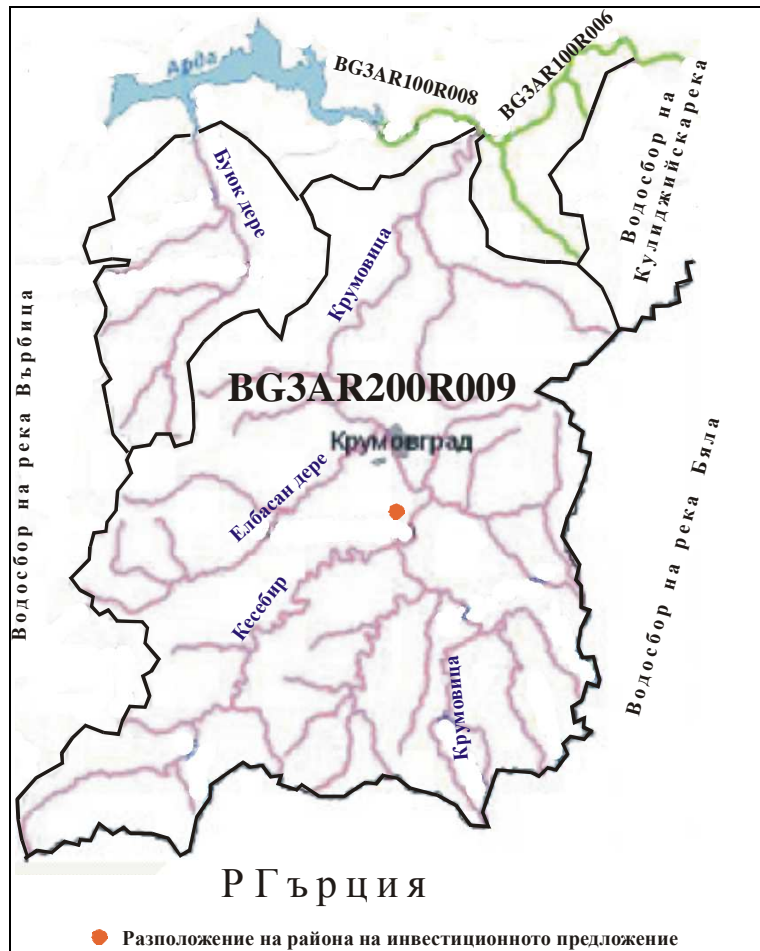 Арда
BG3AR100R008
BG3AR100R006
Водосбор на
Кулиджийскарека
Буюк дере
Крумовица
Водосбор на река Върбица
BG3AR200R009
Крумовград
Елбасан дере
Водосбор на река Бяла
Кесебир
Крумовица
Р Гърция
Разположение на района на инвестиционното предложение